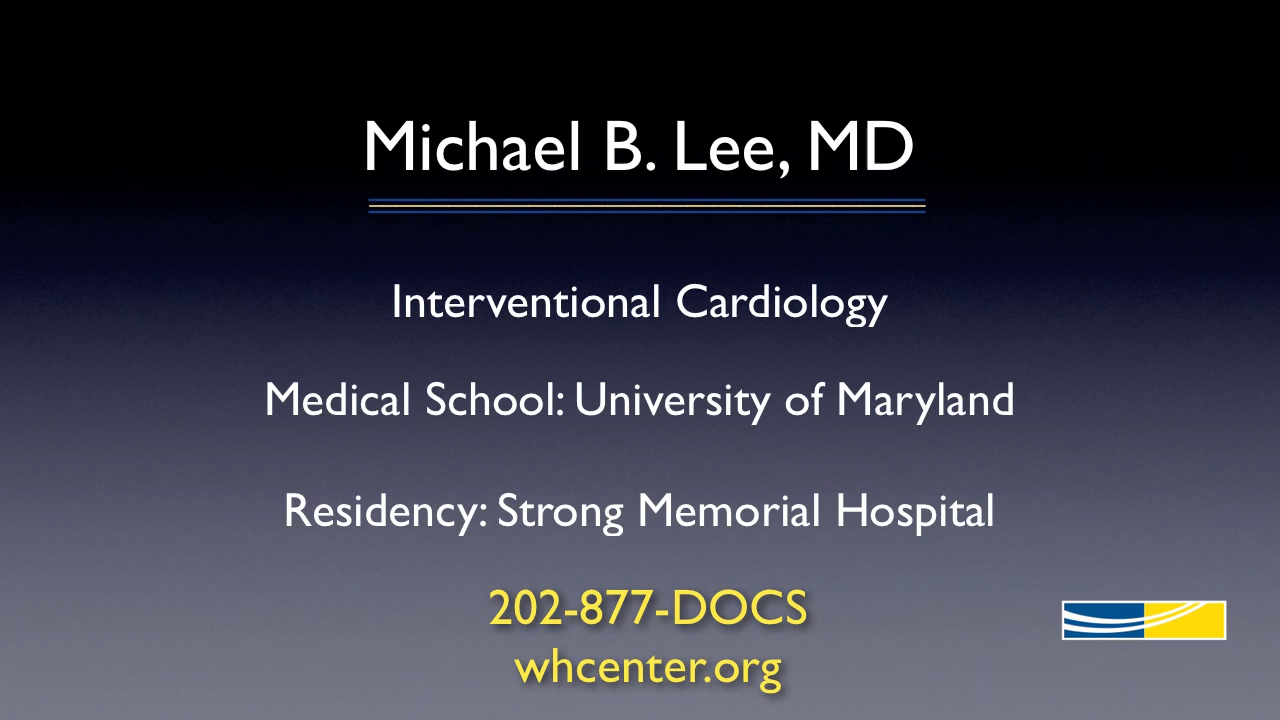 Michael B. Lee, MD
Interventional Cardiology
Medical School: University of Maryland
Residency: Strong Memorial Hospital
202-877-DOCS
whcenter.org